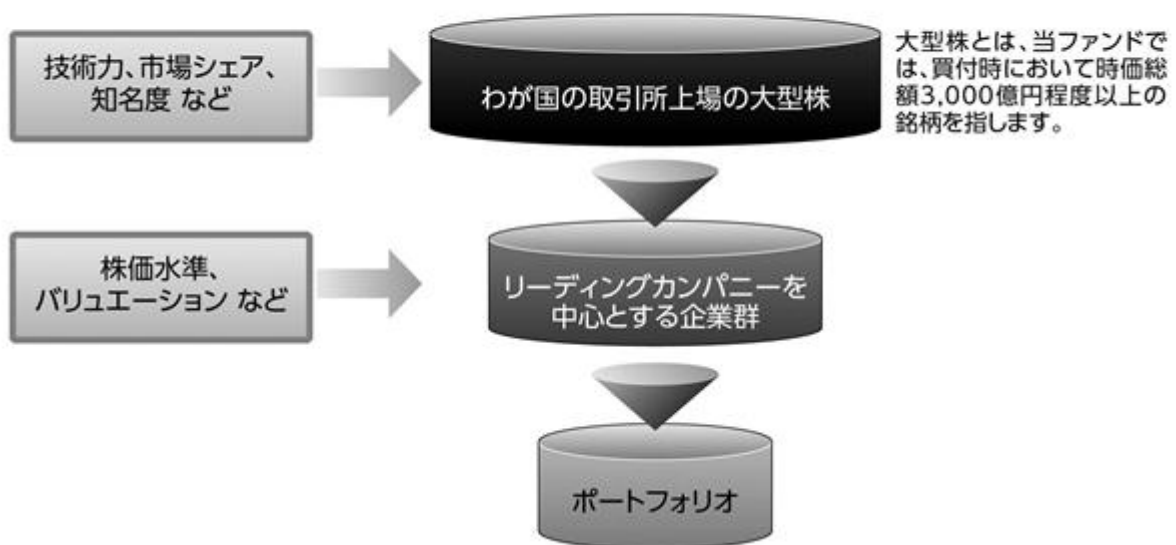 技術力、市場シェア、
知名度 など
わが国の取引所上場の大型株
大型株とは、当ファンドで
は、買付時において時価総
額3,000億円程度以上の
銘柄を指します。
株価水準、
バリュエーション など
リーディングカンパニーを
中心とする企業群
ポートフォリオ